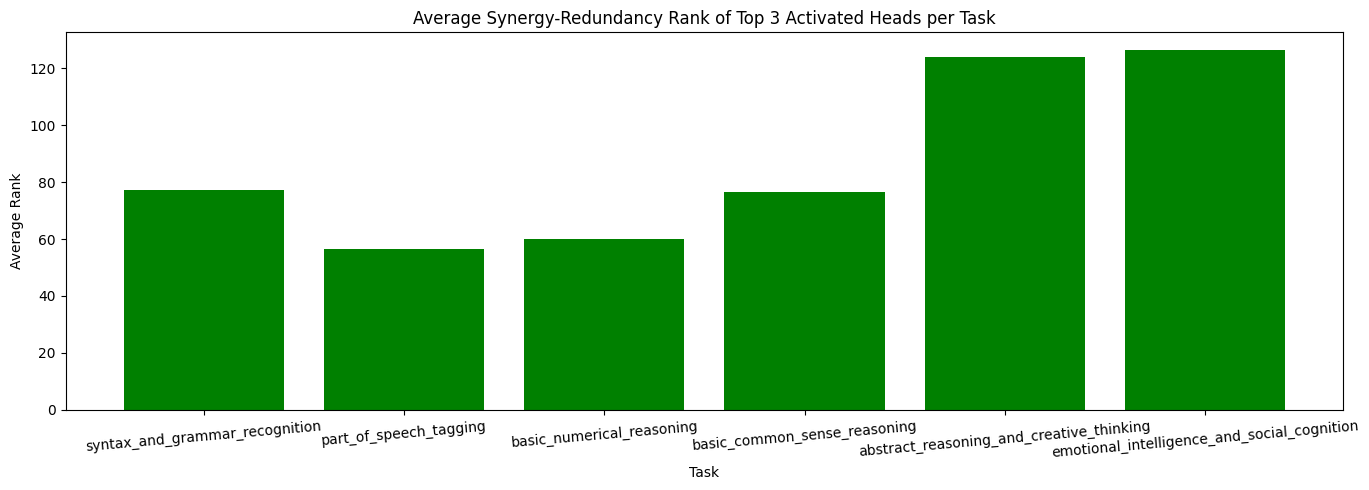 Average Synergy-Redundancy Rank of Top 3 Activated Heads per Task
Average Rank
120
100
80
60
40
20
0
syntax_and_grammar_recognition
part_of_speech_tagging
basic_numerical_reasoning
basic_common_sense_reasoning
abstract_reasoning_and_creative_thinking
emotional_intelligence_and_social_cognition
Task